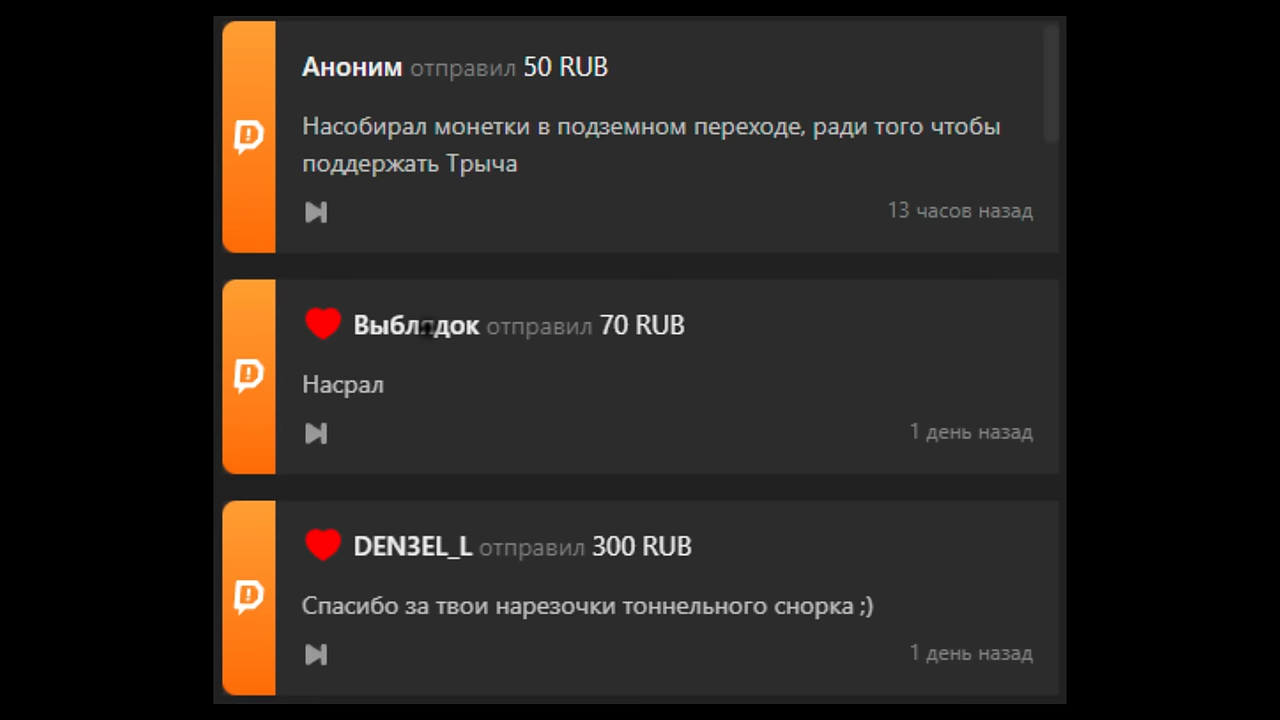 Аноним отправил 50 RUB
Насобирал монетки в подземном переходе, ради того чтобы
поддержать Трыча
13 часов назад
отправил 70 RUB
Насрал
1 день назад
DEN3EL_L отправил 300 RUB
Спасибо за твои нарезочки тоннельного снорка ;)
1 день назад